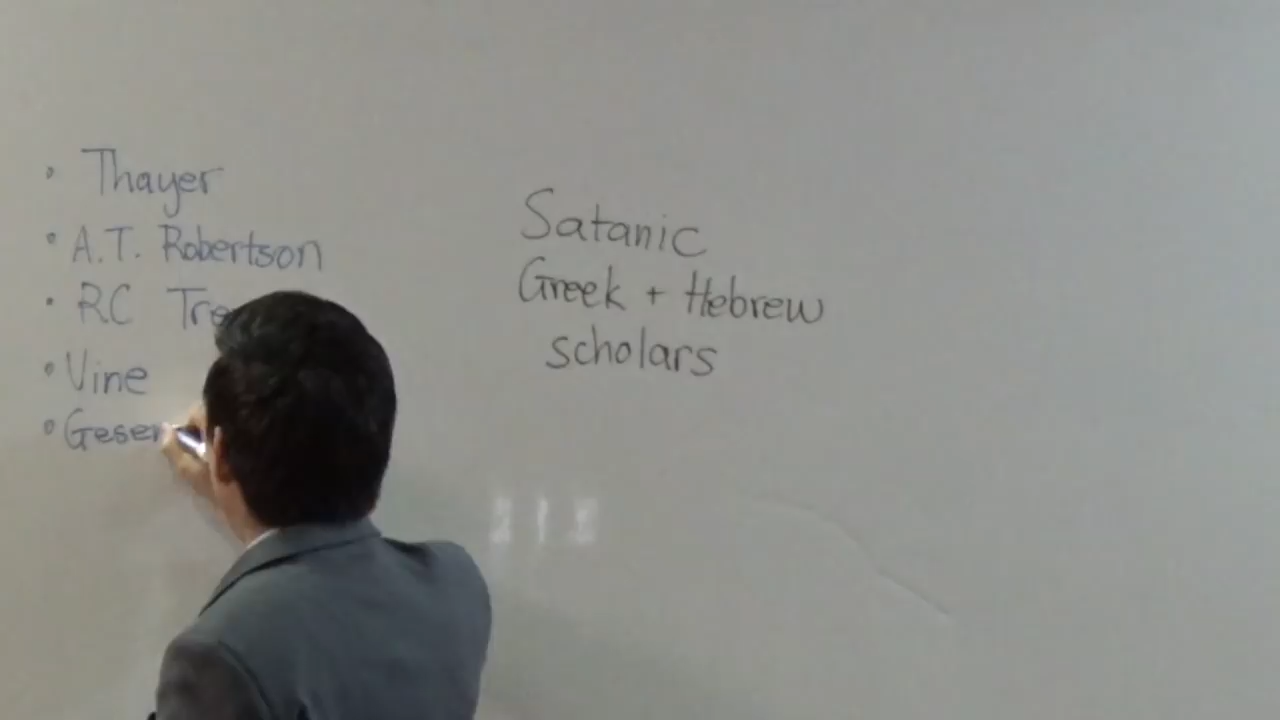 • Thayer
• A.T. Robertson
• RC
• Vine
Satanic
Greek + Hebrew
scholars